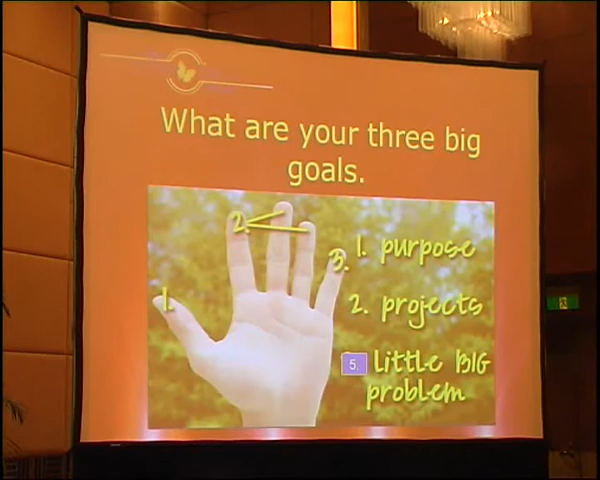 What are your three big
goals.
2.
1.
3.
1. purpose
2. projects
5. little BIG
problem